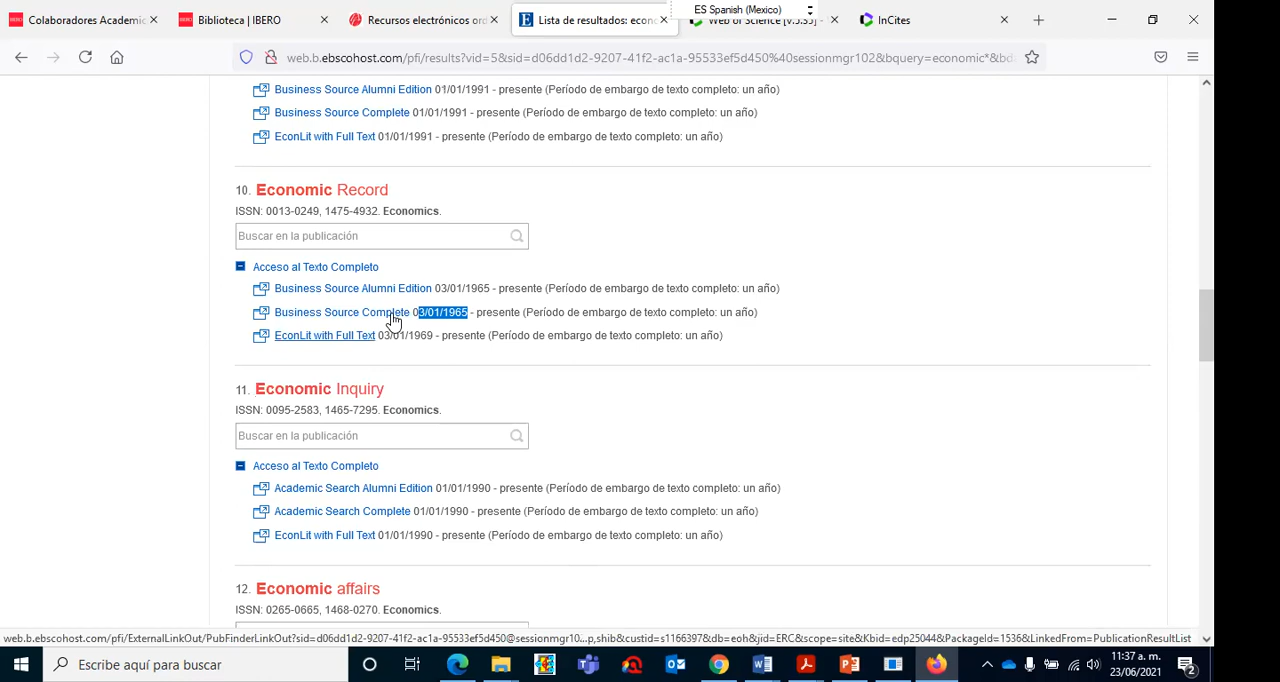 Colaboradores Academic
Biblioteca | IBERO
Recursos electrónicos or
Lista de resultados: econ
ES Spanish (Mexico)
InCites
web.b.ebscohost.com/pfi/results?vid=5&sid=d06dd1d2-9207-41f2-ac1a-95533ef5d450%40sessionmgr102&bquery=economic*&bd
Business Source Alumni Edition 01/01/1991 - presente (Período de embargo de texto completo: un año)
Business Source Complete 01/01/1991 - presente (Período de embargo de texto completo: un año)
EconLit with Full Text 01/01/1991 - presente (Período de embargo de texto completo: un año)
10. Economic Record
ISSN: 0013-0249, 1475-4932. Economics.
Buscar en la publicación
Acceso al Texto Completo
Business Source Alumni Edition 03/01/1965 - presente (Período de embargo de texto completo: un año)
Business Source Complete 03/01/1965 - presente (Período de embargo de texto completo: un año)
EconLit with Full Text 03/01/1969 - presente (Período de embargo de texto completo: un año)
11. Economic Inquiry
ISSN: 0095-2583, 1465-7295. Economics.
Buscar en la publicación
Acceso al Texto Completo
Academic Search Alumni Edition 01/01/1990 - presente (Período de embargo de texto completo: un año)
Academic Search Complete 01/01/1990 - presente (Período de embargo de texto completo: un año)
EconLit with Full Text 01/01/1990 - presente (Período de embargo de texto completo: un año)
12. Economic affairs
ISSN: 0265-0665, 1468-0270. Economics.
web.b.ebscohost.com/pfi/ExternalLinkOut/PubFinderLinkOut?sid=d06dd1d2-9207-41f2-ac1a-95533ef5d450@sessionmgr10...p,shib&custid=s1166397&db=eoh&jid=ERC&scope=site&Kbid=edp25044&PackageId=1536&LinkedFrom=PublicationResultList
Escribe aquí para buscar
11:37 a. m.
23/06/2021
2